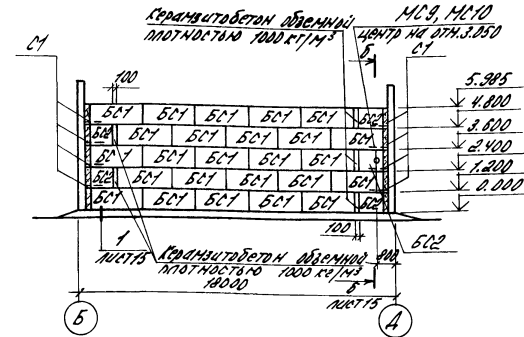 Керамзитобетон объемной
плотностью 1000 кг/м³
МС9, МС10
центр на отм. 3.050
С1
С1
Б
100
5.985
4.800
3.600
2.400
1.200
0.000
БС1 БС1 БС1 БС1 БС1 БС2
БС2 БС1 БС1 БС1 БС1 БС1
БС1 БС1 БС1 БС1 БС1 БС1
БС2 БС1 БС1 БС1 БС1 БС2
БС1 БС1 БС1 БС1 БС1 БС2
100
БС2
1
лист 15
Керамзитобетон объемной
плотностью 1000 кг/м³
800
18000
Б
лист 15
Б
Д